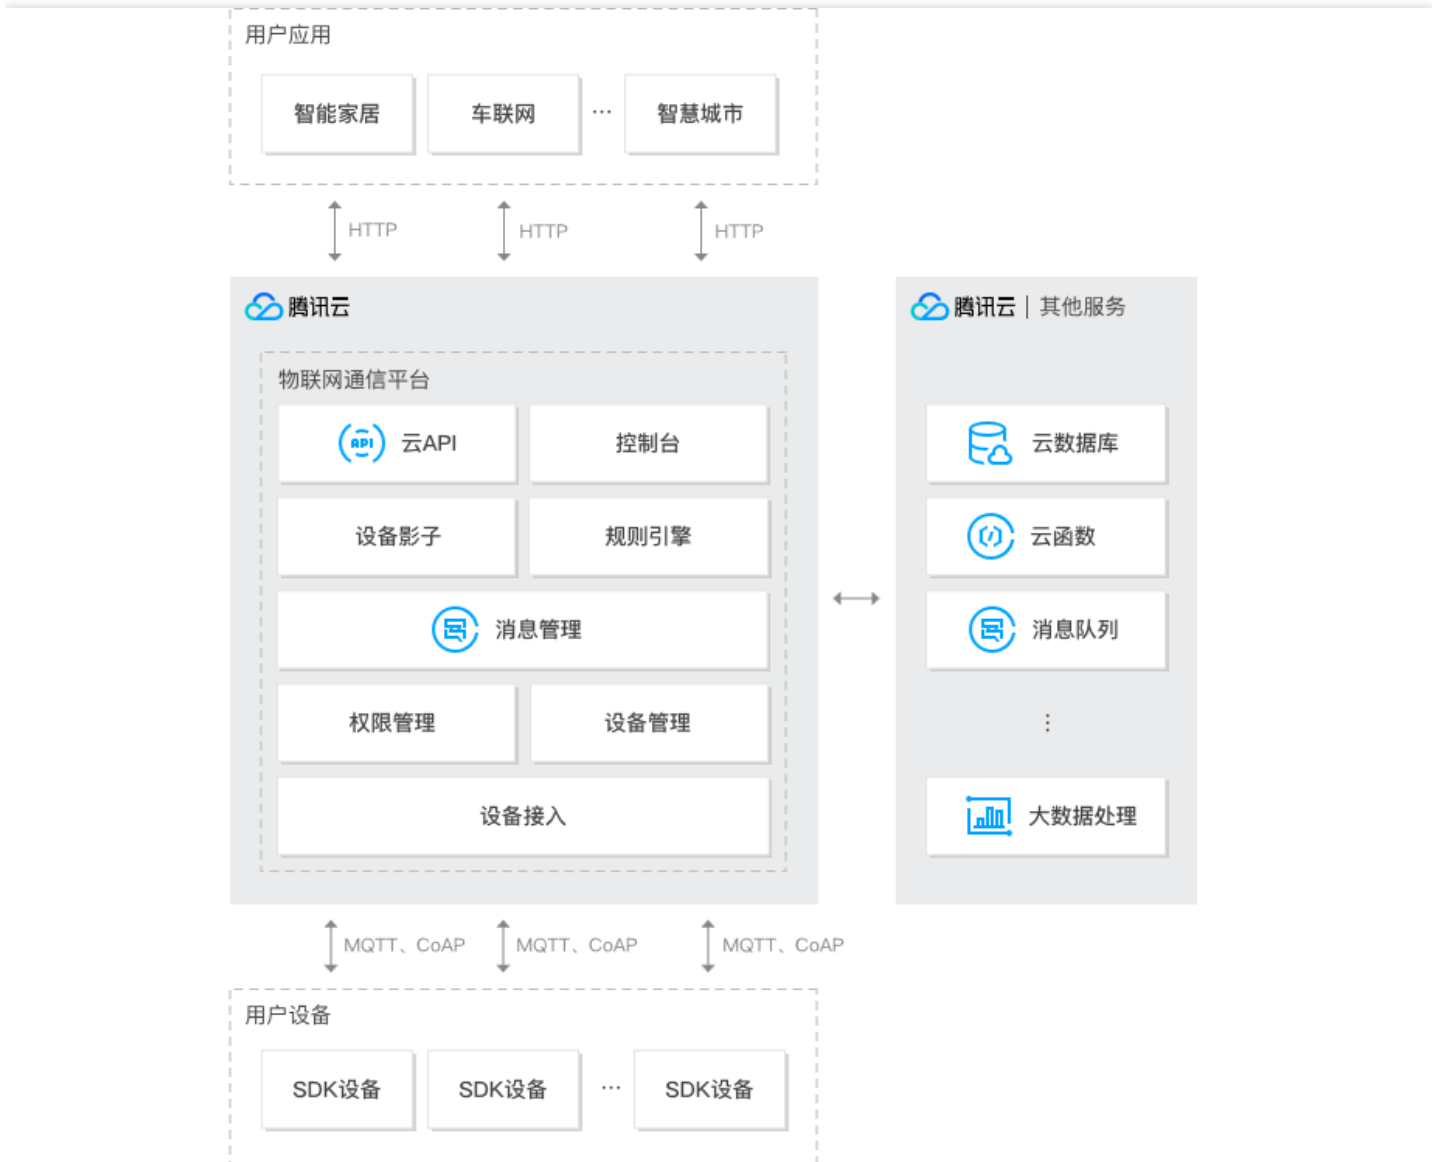 用户应用
智能家居
车联网
…
智慧城市
HTTP
HTTP
HTTP
腾讯云
物联网通信平台
云API
控制台
设备影子
规则引擎
消息管理
权限管理
设备管理
设备接入
腾讯云 | 其他服务
云数据库
云函数
消息队列
⋮
大数据处理
MQTT、CoAP
MQTT、CoAP
MQTT、CoAP
用户设备
SDK设备
SDK设备
…
SDK设备